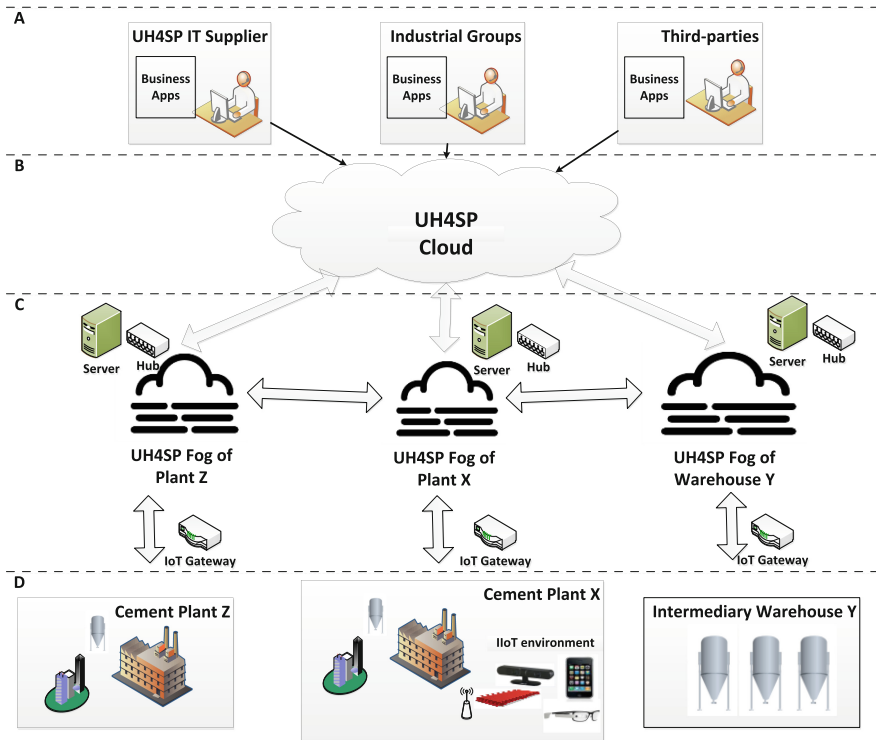 A
UH4SP IT Supplier
Business
Apps
Industrial Groups
Business
Apps
Third-parties
Business
Apps
B
UH4SP
Cloud
C
Server
Hub
Server
Hub
Server
Hub
UH4SP Fog of
Plant Z
UH4SP Fog of
Plant X
UH4SP Fog of
Warehouse Y
IoT Gateway
IoT Gateway
IoT Gateway
D
Cement Plant Z
Cement Plant X
IIoT environment
Intermediary Warehouse Y